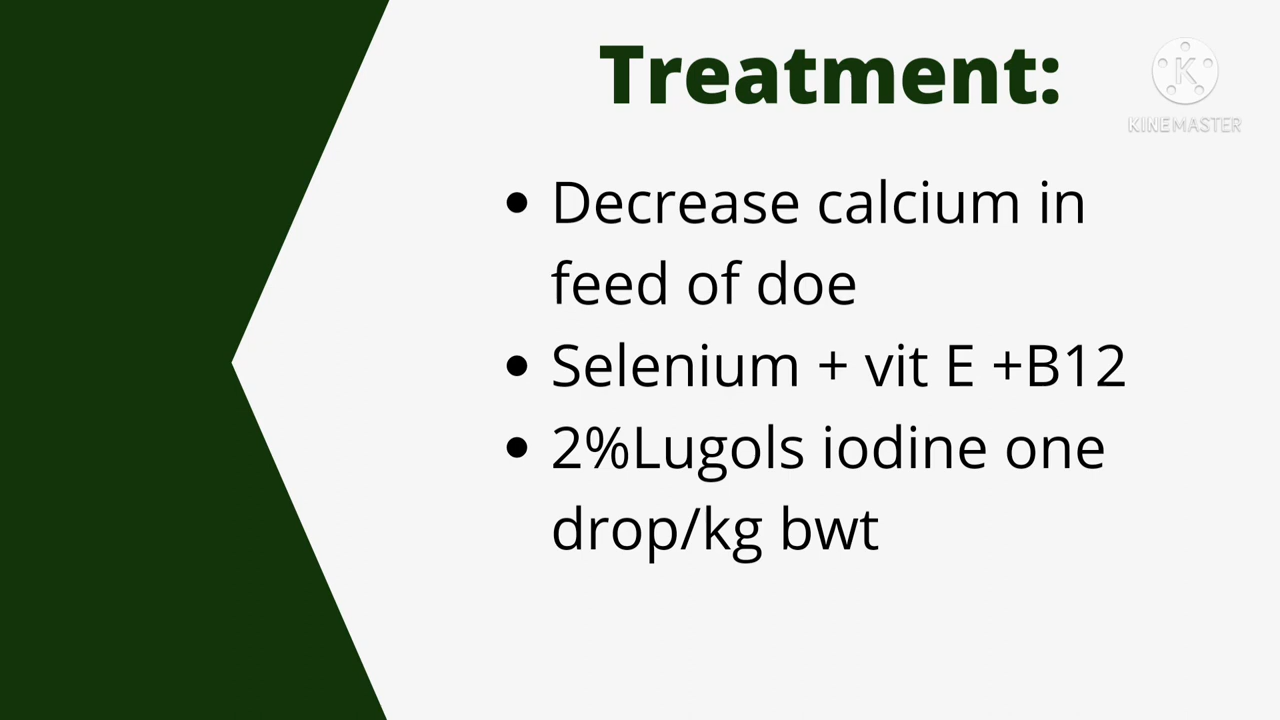 Treatment:
K
KINEMASTER
• Decrease calcium in
feed of doe
• Selenium + vit E +B12
• 2%Lugols iodine one
drop/kg bwt